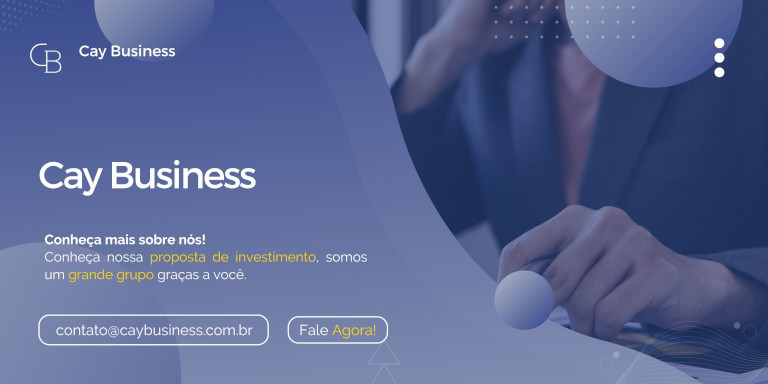 CB
Cay Business
Cay Business
Conheça mais sobre nós!
Conheça nossa proposta de investimento, somos
um grande grupo graças a você.
contato@caybusiness.com.br
Fale Agora!